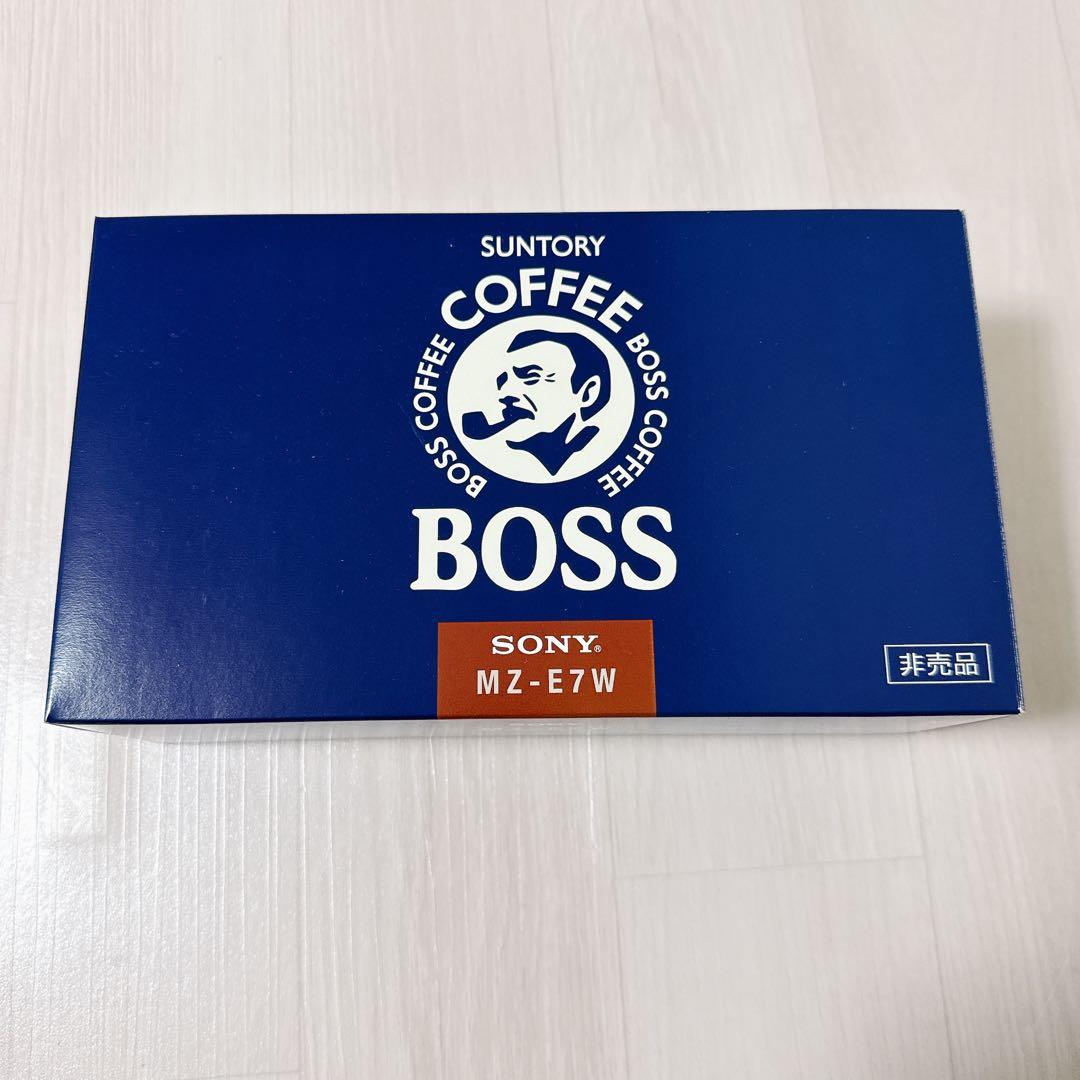 SUNTORY
COFFEE
BOSS COFFEE
BOSS COFFEE
BOSS
SONY®
MZ-E7W
非売品